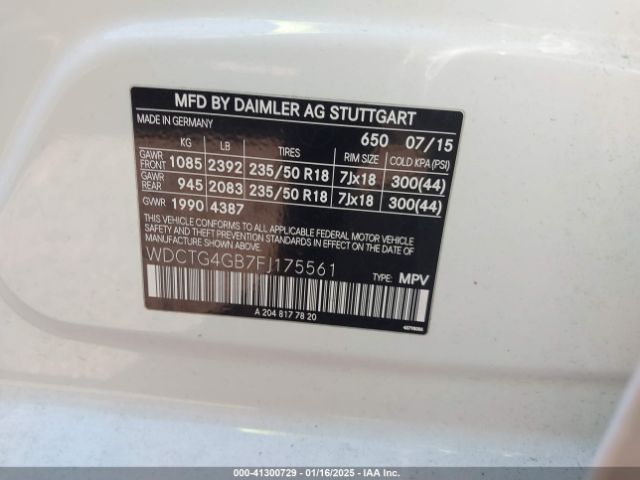 MFD BY DAIMLER AG STUTTGART
MADE IN GERMANY
650 07/15
KG LB TIRES RIM SIZE COLD KPA (PSI)
GAWR FRONT 1085 2392 235/50 R18 7Jx18 300(44)
GAWR REAR 945 2083 235/50 R18 7Jx18 300(44)
GVWR 1990 4387
THIS VEHICLE CONFORMS TO ALL APPLICABLE FEDERAL MOTOR VEHICLE
SAFETY AND THEFT PREVENTION STANDARDS IN EFFECT ON THE DATE OF
MANUFACTURE SHOWN ABOVE.
WDCTG4GB7FJ175561
TYPE: MPV
A 204 817 78 20
000-41300729 - 01/16/2025 - IAA Inc.